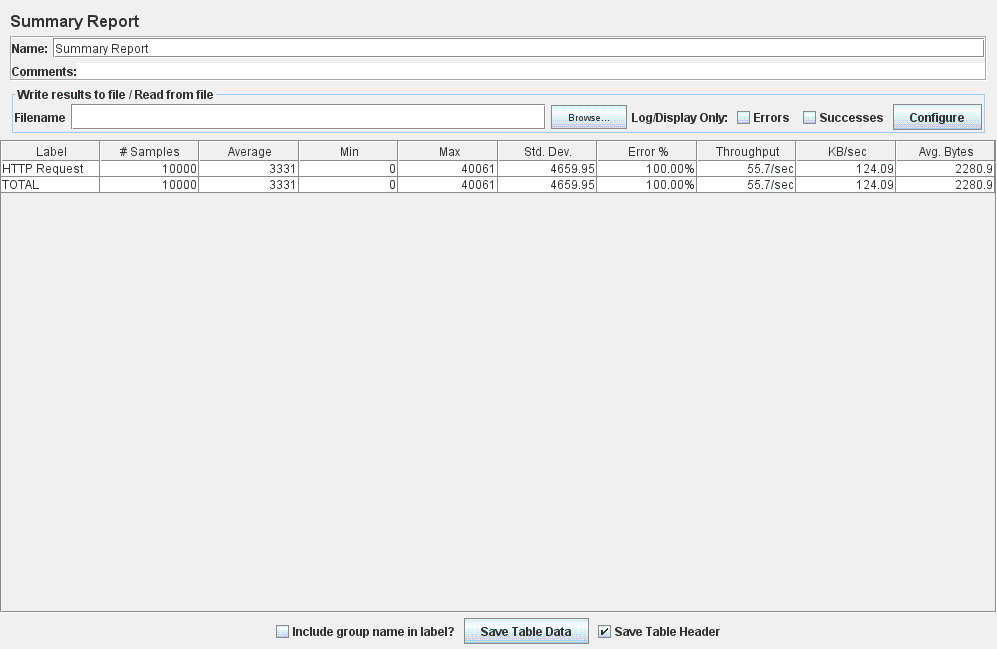 Summary Report
Name: Summary Report
Comments:
Write results to file / Read from file
Filename Browse... Log/Display Only: Errors Successes Configure
Label # Samples Average Min Max Std. Dev. Error % Throughput KB/sec Avg. Bytes
HTTP Request 10000 3331 0 40061 4659.95 100.00% 55.7/sec 124.09 2280.9
TOTAL 10000 3331 0 40061 4659.95 100.00% 55.7/sec 124.09 2280.9
Include group name in label? Save Table Data Save Table Header